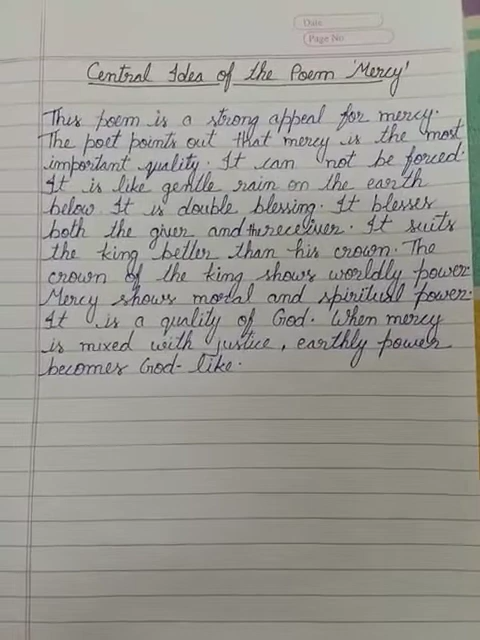 Date
Page No
Central Idea of the Poem 'Mercy'
This poem is a strong appeal for mercy.
The poet points out that mercy is the most
important quality. It can not be forced.
It is like gentle rain on the earth
below. It is double blessing. It blesses
both the giver and the receiver. It suits
the king better than his crown. The
crown of the king shows worldly power.
Mercy shows moral and spiritual power.
It is a quality of God. When mercy
is mixed with justice, earthly power
becomes God-like.